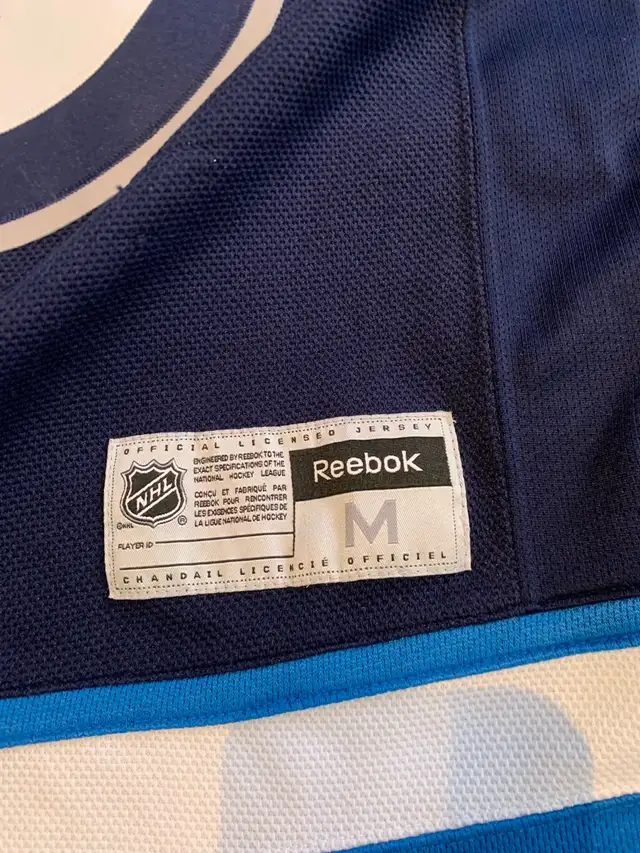 OFFICIAL LICENSED JERSEY
ENGINEERED BY REEBOK TO THE
EXACT SPECIFICATIONS OF THE
NATIONAL HOCKEY LEAGUE
CONÇU ET FABRIQUÉ PAR
REEBOK POUR RENCONTRER
LES EXIGENCES SPÉCIFIQUES DE
LA LIGUE NATIONAL DE HOCKEY
NHL
®
©NHL
PLAYER ID
Reebok
M
CHANDAIL LICENCIÉ OFFICIEL